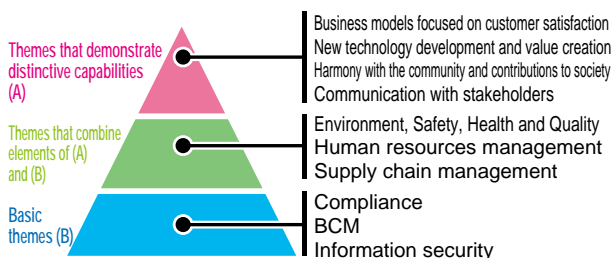 Themes that demonstrate
distinctive capabilities
(A)
Business models focused on customer satisfaction
New technology development and value creation
Harmony with the community and contributions to society
Communication with stakeholders
Themes that combine
elements of (A)
and (B)
Environment, Safety, Health and Quality
Human resources management
Supply chain management
Basic
themes (B)
Compliance
BCM
Information security